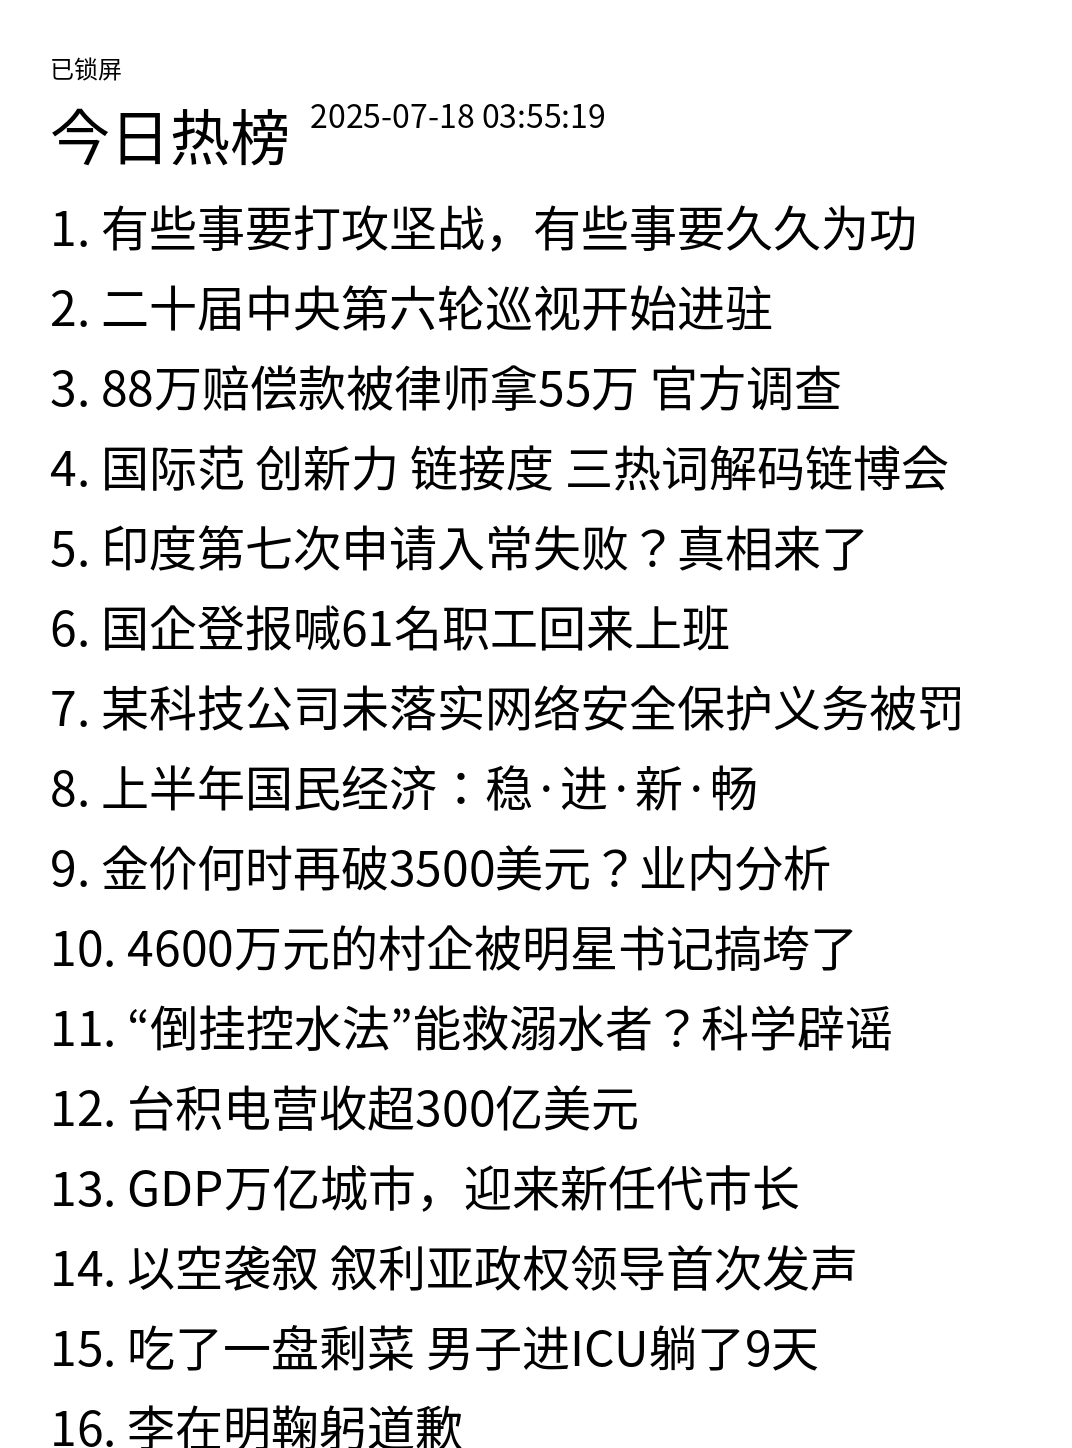 已锁屏
今日热榜 2025-07-18 03:55:19
1. 有些事要打攻坚战，有些事要久久为功
2. 二十届中央第六轮巡视开始进驻
3. 88万赔偿款被律师拿55万 官方调查
4. 国际范 创新力 链接度 三热词解码链博会
5. 印度第七次申请入常失败？真相来了
6. 国企登报喊61名职工回来上班
7. 某科技公司未落实网络安全保护义务被罚
8. 上半年国民经济：稳·进·新·畅
9. 金价何时再破3500美元？业内分析
10. 4600万元的村企被明星书记搞垮了
11. “倒挂控水法”能救溺水者？科学辟谣
12. 台积电营收超300亿美元
13. GDP万亿城市，迎来新任代市长
14. 以空袭叙 叙利亚政权领导首次发声
15. 吃了一盘剩菜 男子进ICU躺了9天
16. 李在明鞠躬道歉